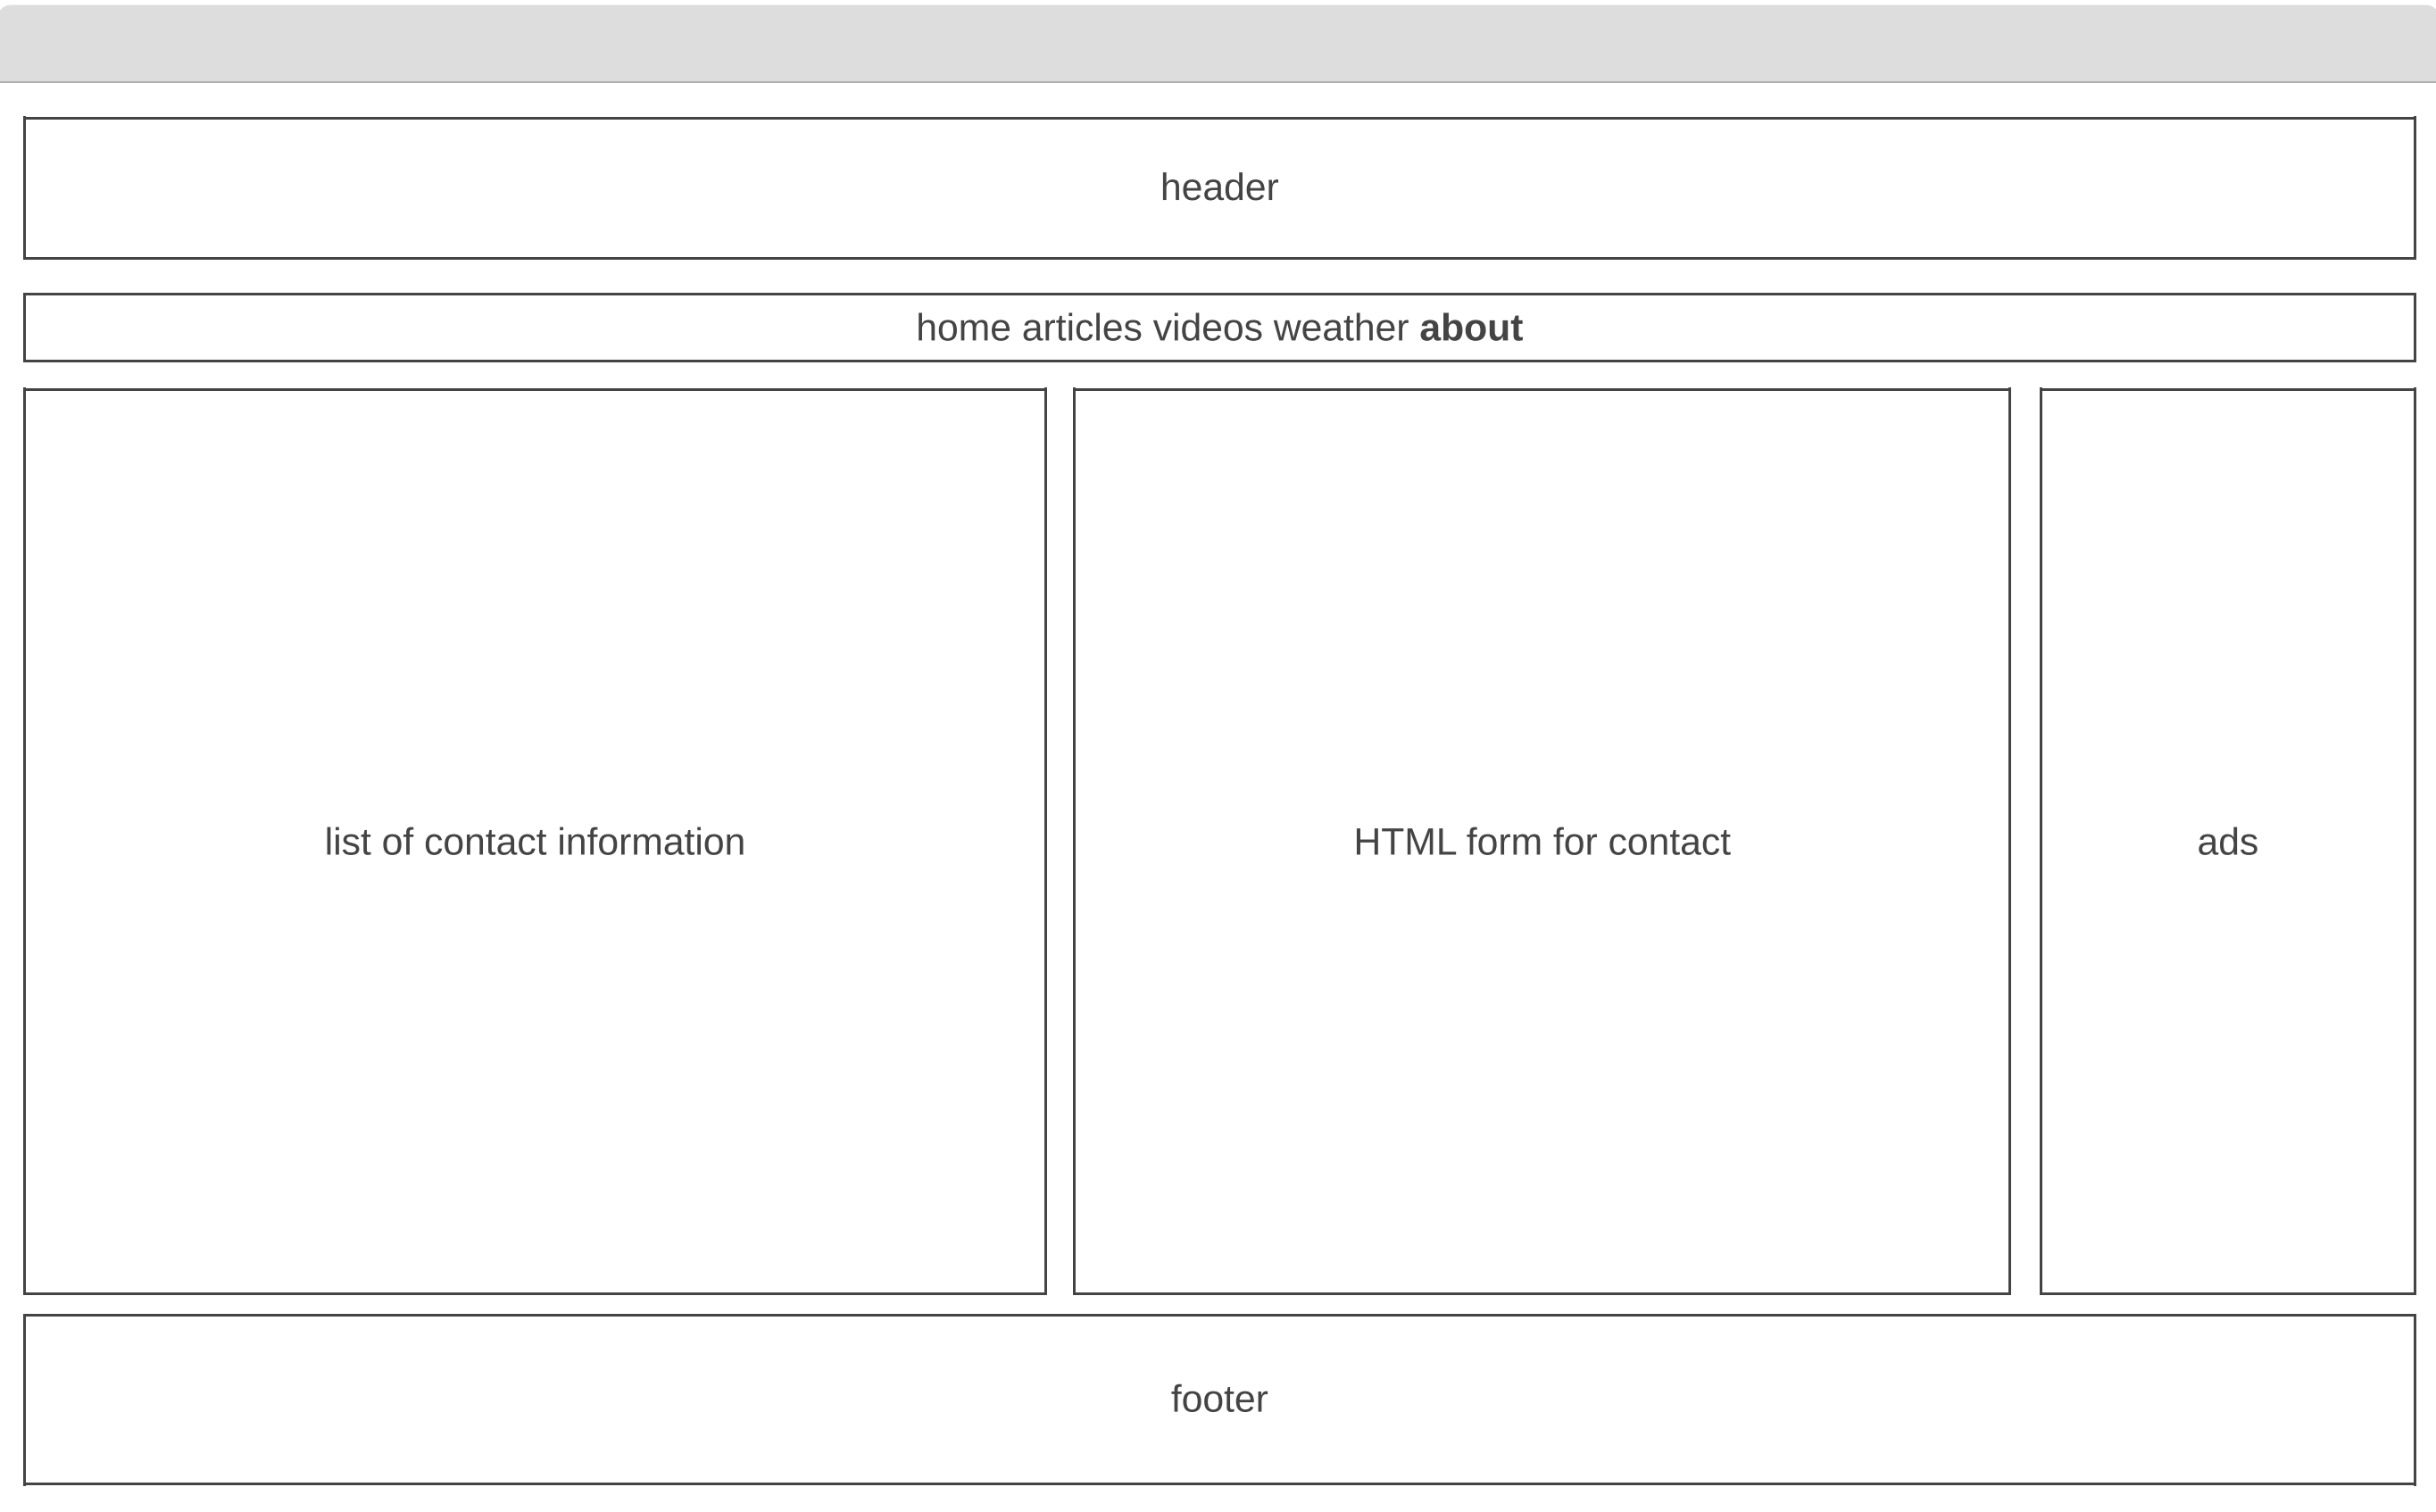 header
home articles videos weather about
list of contact information
HTML form for contact
ads
footer